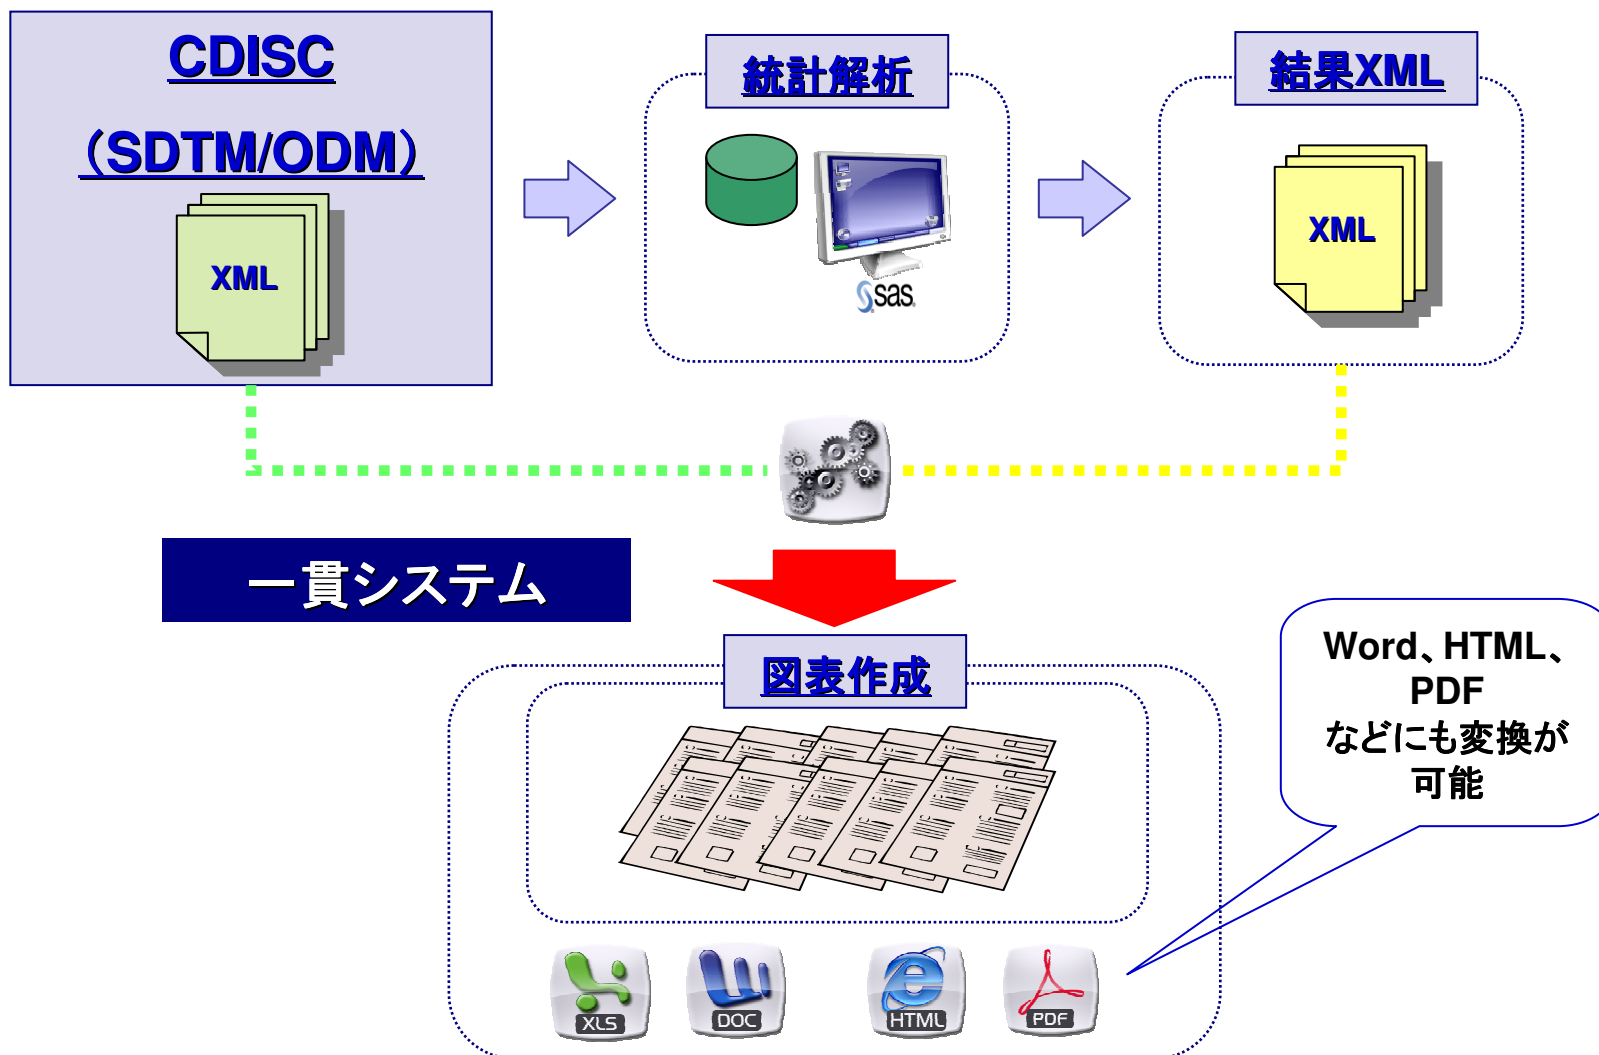 CDISC
（SDTM/ODM）
XML
統計解析
sas
結果XML
XML
一貫システム
図表作成
Word、HTML、
PDF
などにも変換が
可能
XLS
DOC
HTML
PDF